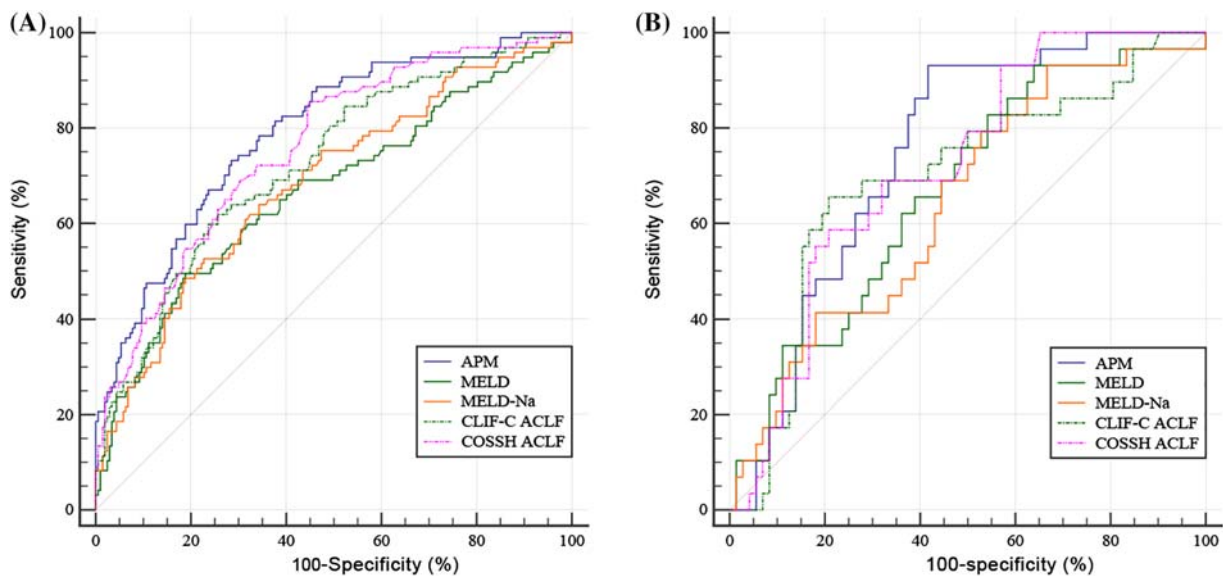 (A)
100
80
60
40
20
0
Sensitivity (%)
0 20 40 60 80 100
100-Specificity (%)
APM
MELD
MELD-Na
CLIF-C ACLF
COSSH ACLF
(B)
100
80
60
40
20
0
Sensitivity (%)
0 20 40 60 80 100
100-specificity (%)
APM
MELD
MELD-Na
CLIF-C ACLF
COSSH ACLF